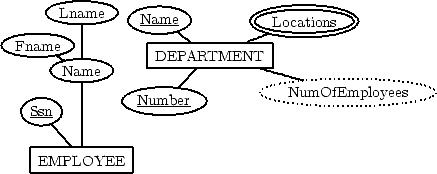 Lname
Name
Locations
Fname
Name
DEPARTMENT
Ssn
Number
NumOfEmployees
EMPLOYEE